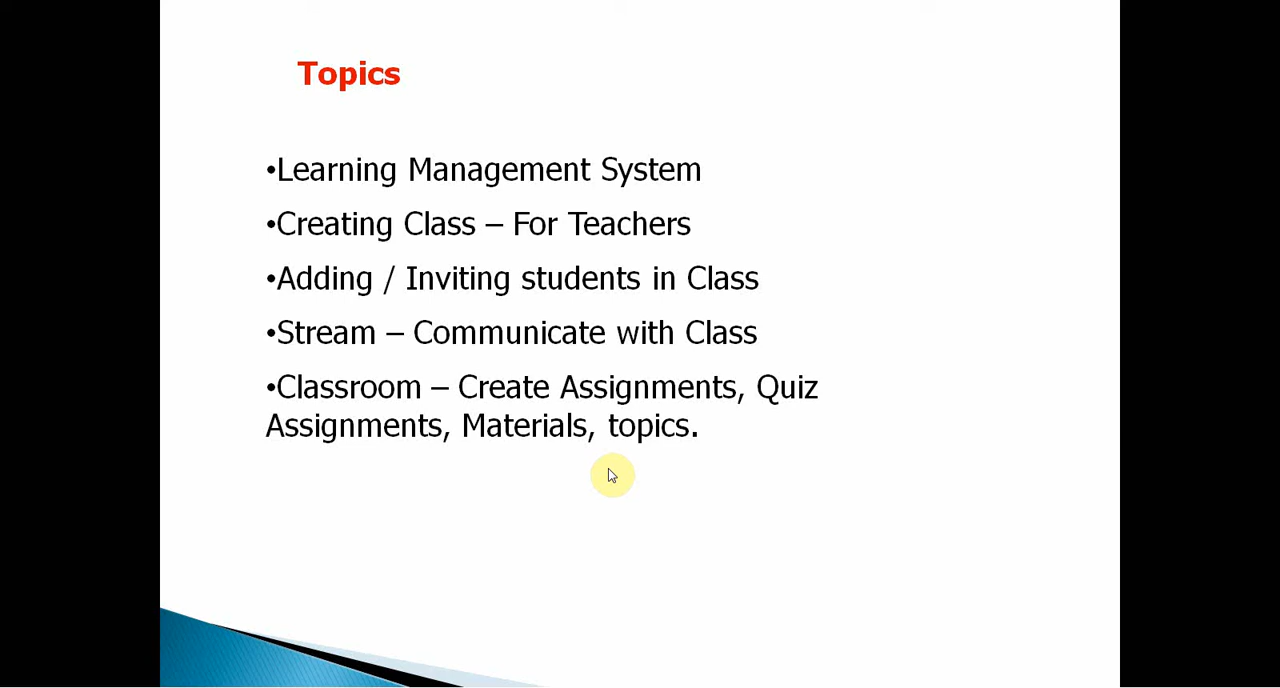 Topics
•Learning Management System
•Creating Class – For Teachers
•Adding / Inviting students in Class
•Stream – Communicate with Class
•Classroom – Create Assignments, Quiz
Assignments, Materials, topics.